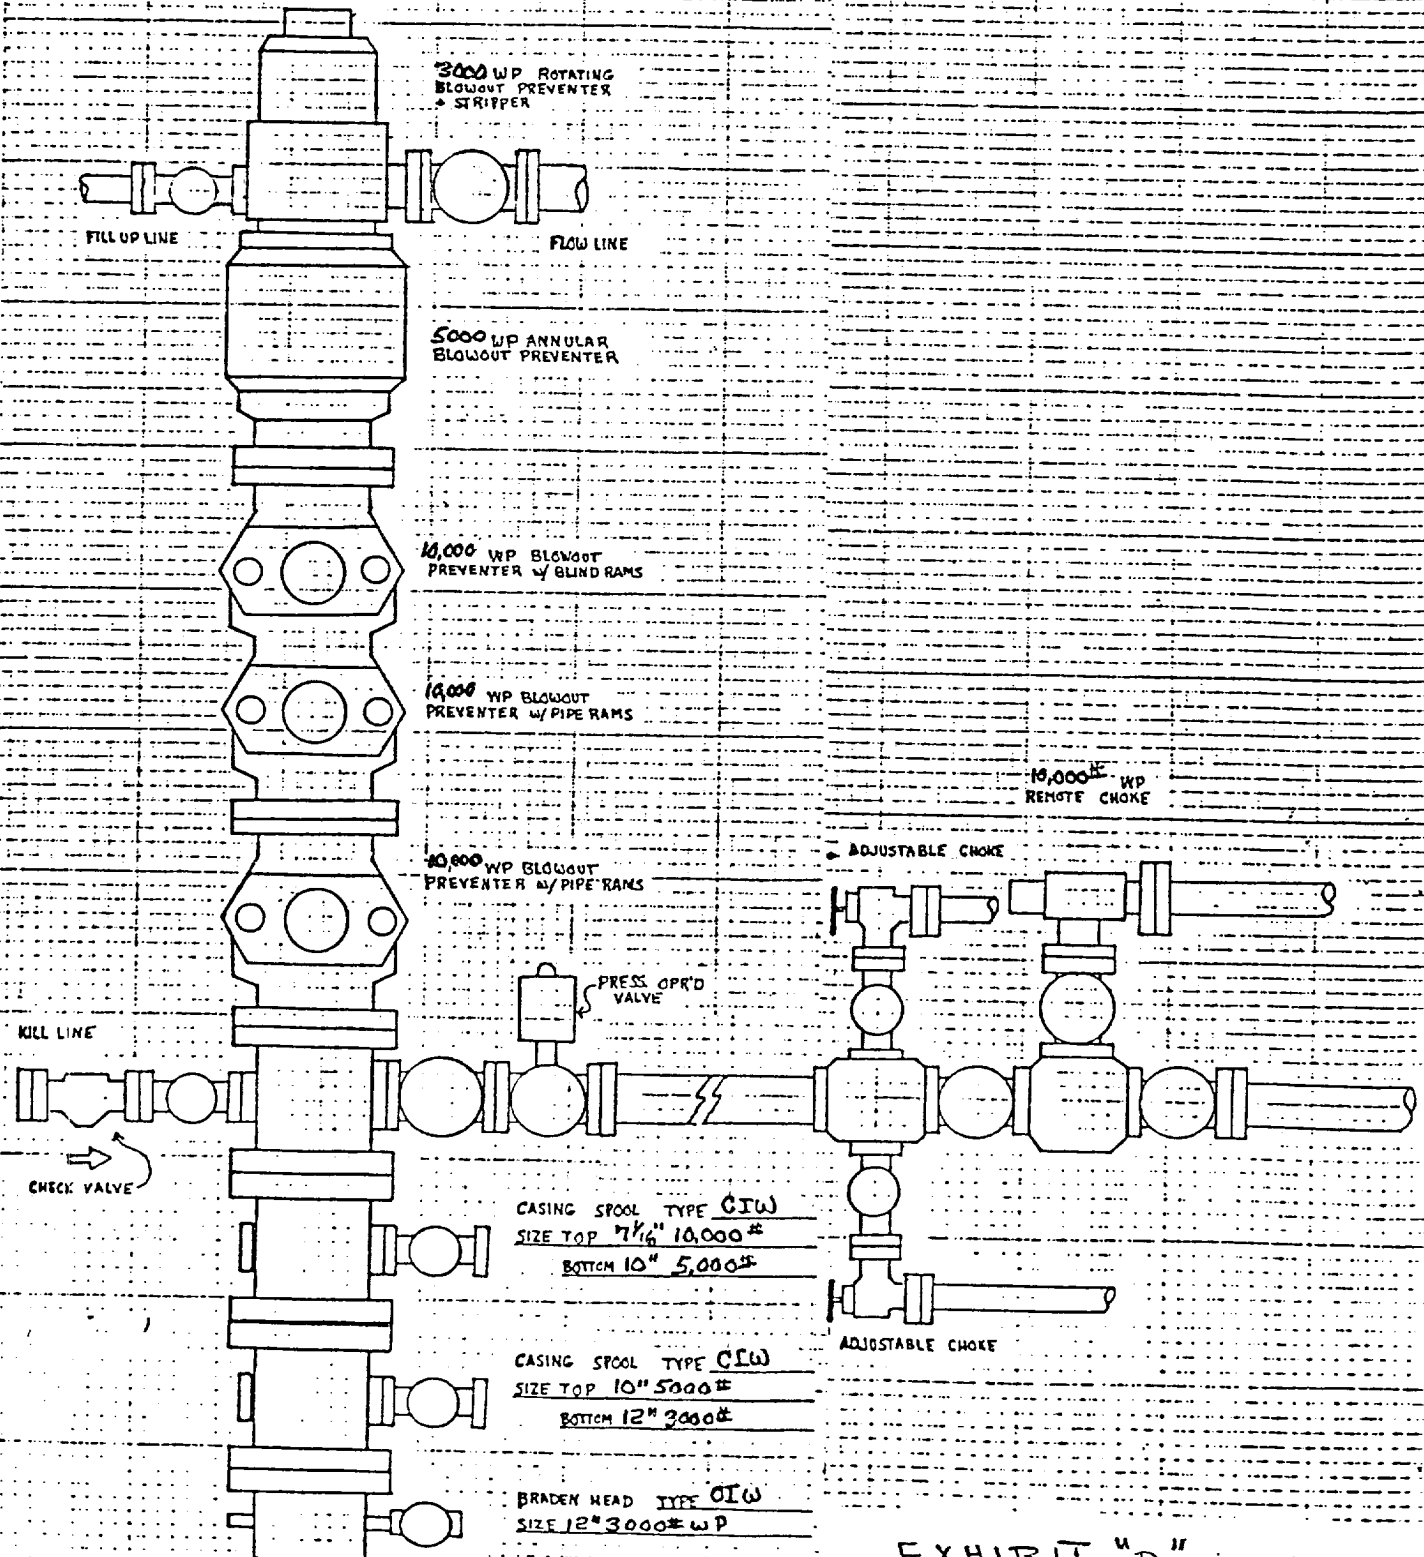 3000 WP ROTATING
BLOWOUT PREVENTER
+ STRIPPER
FILL UP LINE
FLOW LINE
5000 WP ANNULAR
BLOWOUT PREVENTER
10,000 WP BLOWOUT
PREVENTER W/ BLIND RAMS
10,000 WP BLOWOUT
PREVENTER W/ PIPE RAMS
10,000# WP
REMOTE CHOKE
ADJUSTABLE CHOKE
10,000 WP BLOWOUT
PREVENTER W/ PIPE RAMS
PRESS OPR'D
VALVE
KILL LINE
CHECK VALVE
CASING SPOOL TYPE CIW
SIZE TOP 7 1/16" 10,000#
BOTTOM 10" 5,000#
ADJUSTABLE CHOKE
CASING SPOOL TYPE CIW
SIZE TOP 10" 5000#
BOTTOM 12" 3000#
BRADEN HEAD TYPE CIW
SIZE 12" 3000# WP
EXHIBIT